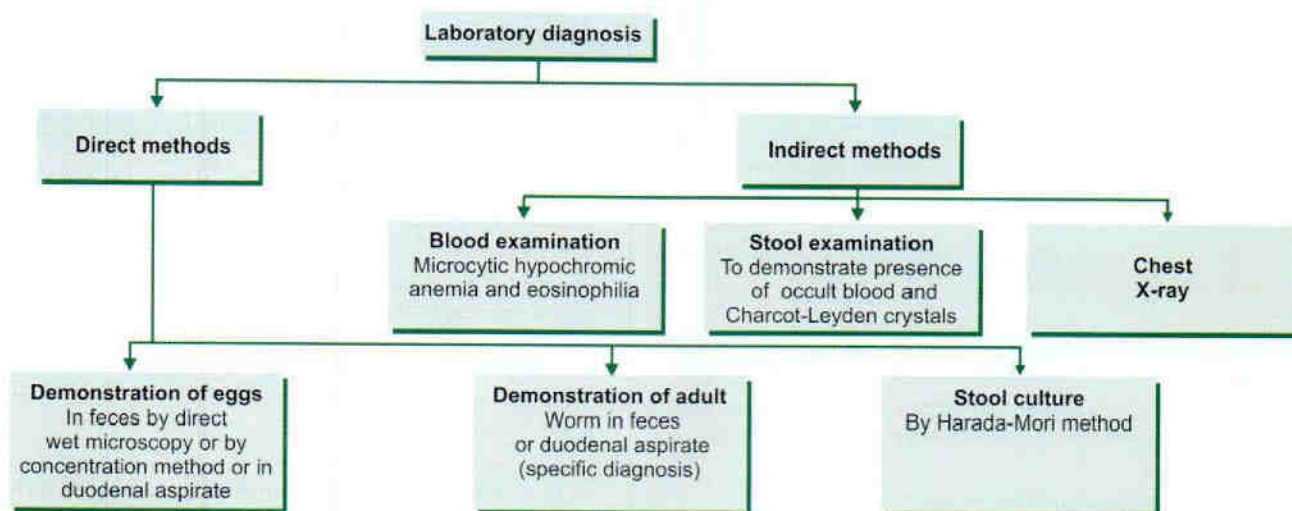 Laboratory diagnosis
Direct methods
Indirect methods
Blood examination
Microcytic hypochromic
anemia and eosinophilia
Stool examination
To demonstrate presence
of occult blood and
Charcot-Leyden crystals
Chest
X-ray
Demonstration of eggs
In feces by direct
wet microscopy or by
concentration method or in
duodenal aspirate
Demonstration of adult
Worm in feces
or duodenal aspirate
(specific diagnosis)
Stool culture
By Harada-Mori method